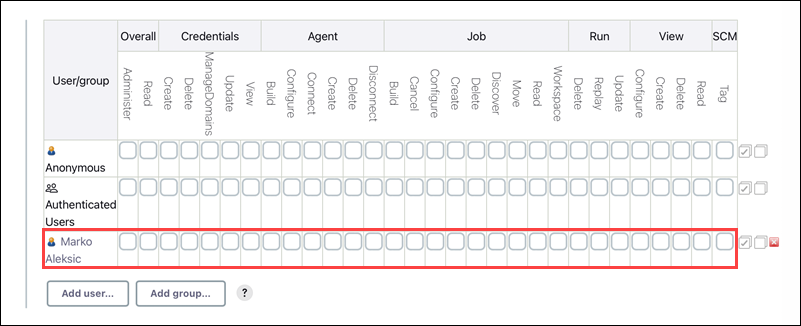 User/group
Overall
Credentials
Agent
Job
Run
View
SCM
Administer
Read
Create
Delete
ManageDomains
Update
View
Build
Configure
Connect
Create
Delete
Disconnect
Build
Cancel
Configure
Create
Delete
Discover
Move
Read
Workspace
Delete
Replay
Update
Configure
Create
Delete
Read
Tag
Anonymous
Authenticated
Users
Marko
Aleksic
Add user...
Add group...
?